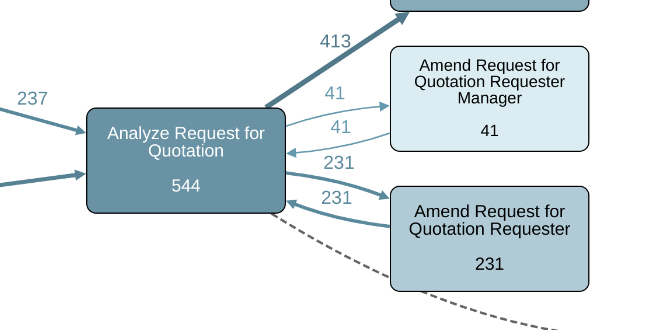 413
Amend Request for
Quotation Requester
Manager
41
237
41
Analyze Request for
Quotation
544
41
231
231
Amend Request for
Quotation Requester
231